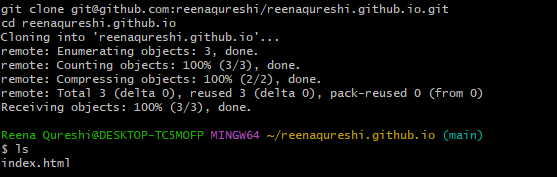 git clone git@github.com:reenaqureshi/reenaqureshi.github.io.git
cd reenaqureshi.github.io
Cloning into 'reenaqureshi.github.io'...
remote: Enumerating objects: 3, done.
remote: Counting objects: 100% (3/3), done.
remote: Compressing objects: 100% (2/2), done.
remote: Total 3 (delta 0), reused 3 (delta 0), pack-reused 0 (from 0)
Receiving objects: 100% (3/3), done.
Reena Qureshi@DESKTOP-TC5MOFP MINGW64 ~/reenaqureshi.github.io (main)
$ ls
index.html